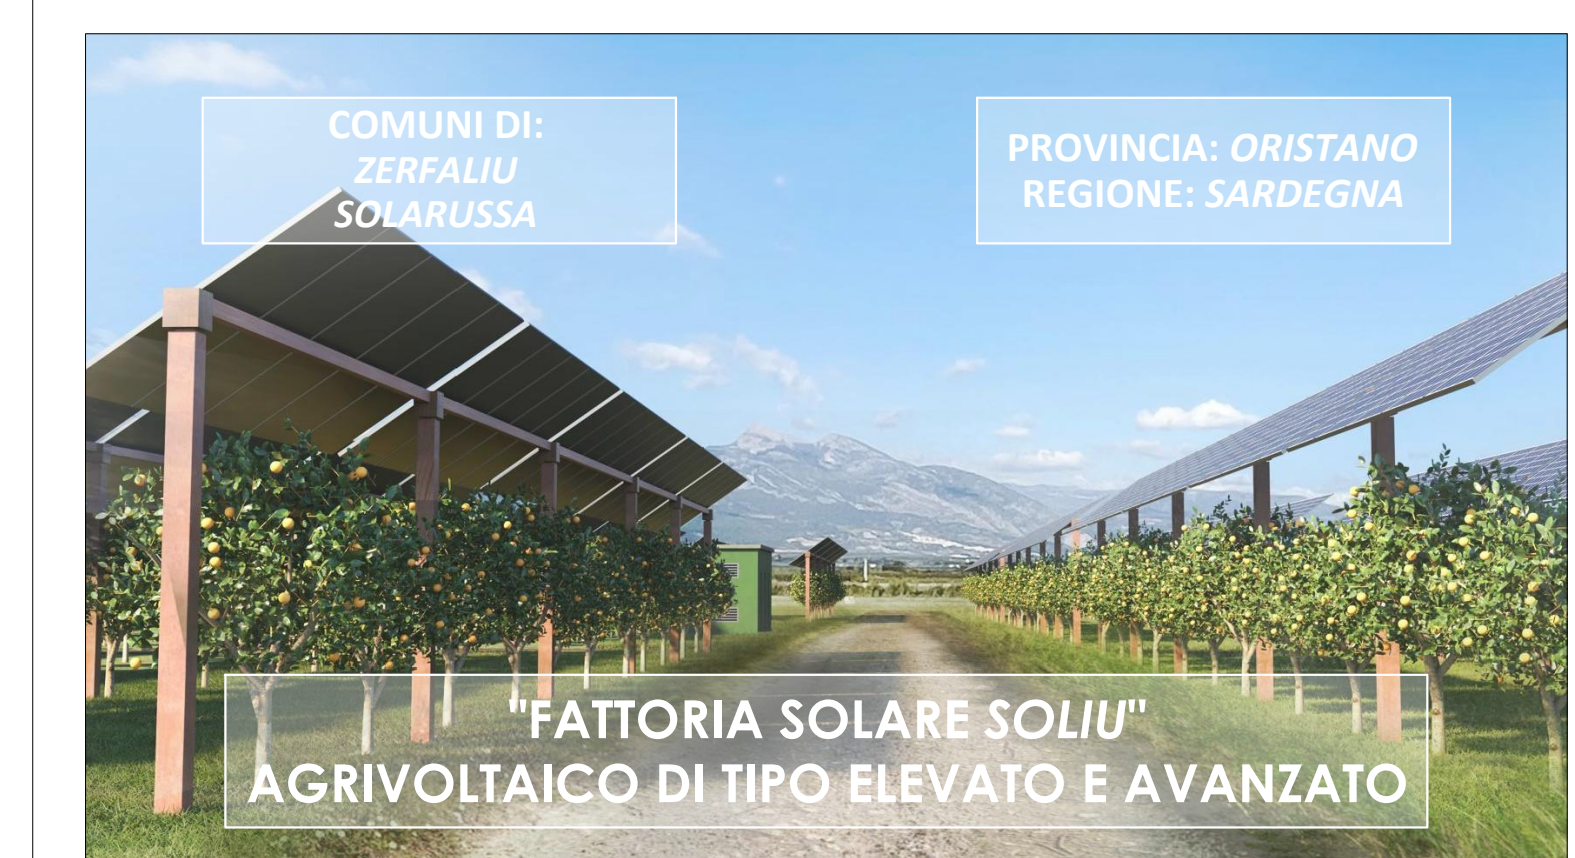 COMUNI DI:
ZERFALIU
SOLARUSSA
PROVINCIA: ORISTANO
REGIONE: SARDEGNA
"FATTORIA SOLARE SOLIU"
AGRIVOLTAICO DI TIPO ELEVATO E AVANZATO